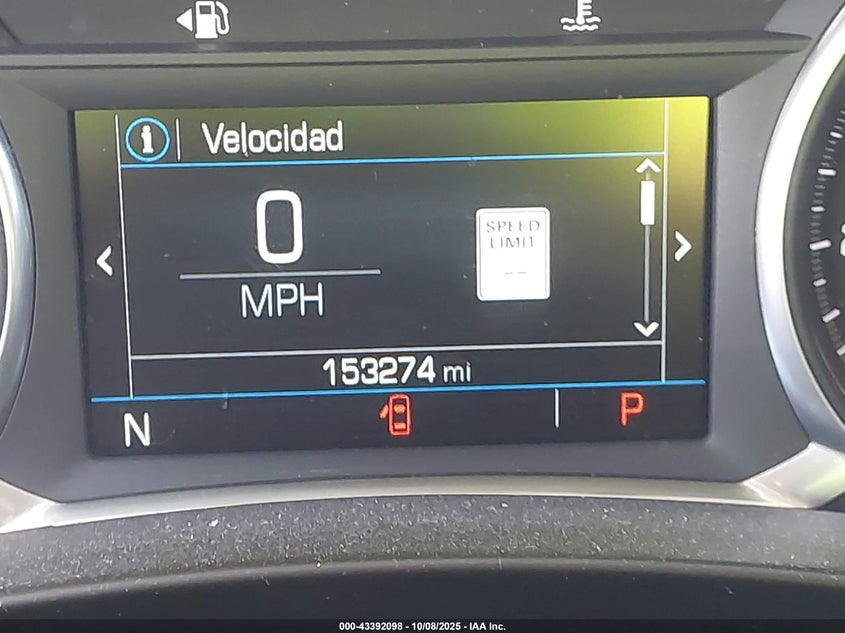 Velocidad
0
MPH
SPEED
LIMIT
--
153274 mi
N
P
000-43392098 - 10/08/2025 - IAA Inc.